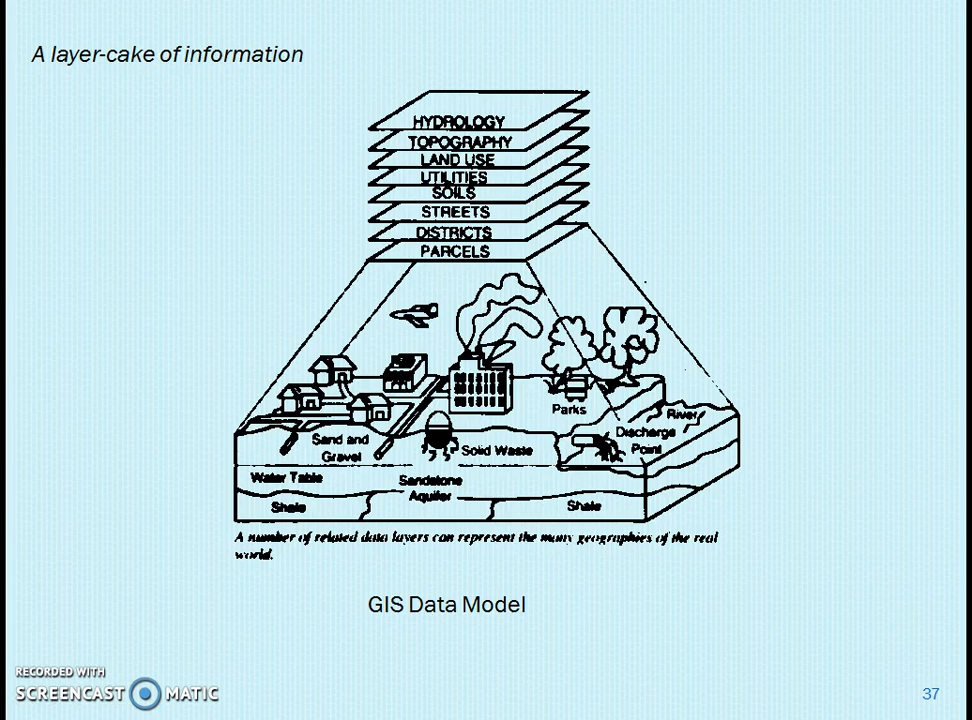 A layer-cake of information
HYDROLOGY
TOPOGRAPHY
LAND USE
UTILITIES
SOILS
STREETS
DISTRICTS
PARCELS
Parks
River
Discharge
Point
Sand and
Gravel
Solid Waste
Water Table
Sandstone
Aquifer
Shale
Shale
A number of related data layers can represent the many geographies of the real
world.
GIS Data Model
RECORDED WITH
SCREENCAST MATIC
37